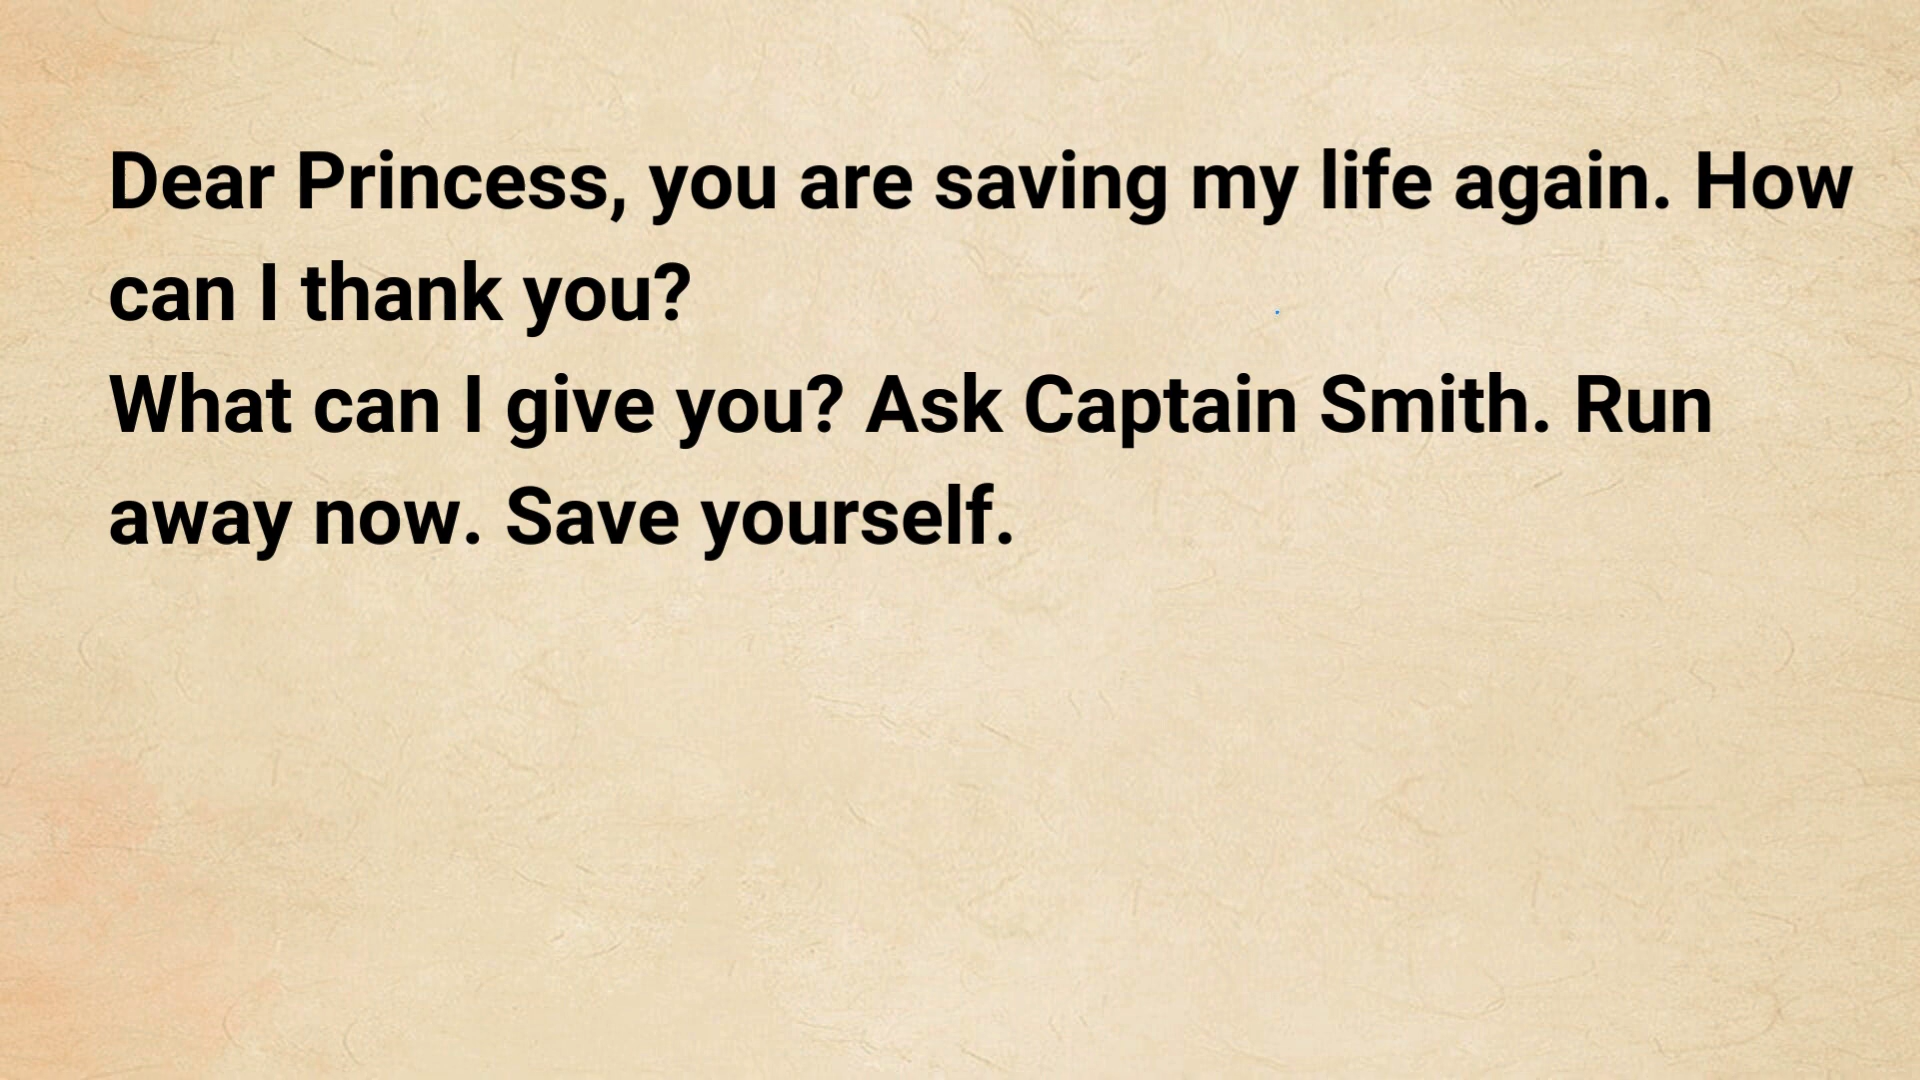 Dear Princess, you are saving my life again. How
can I thank you?
What can I give you? Ask Captain Smith. Run
away now. Save yourself.